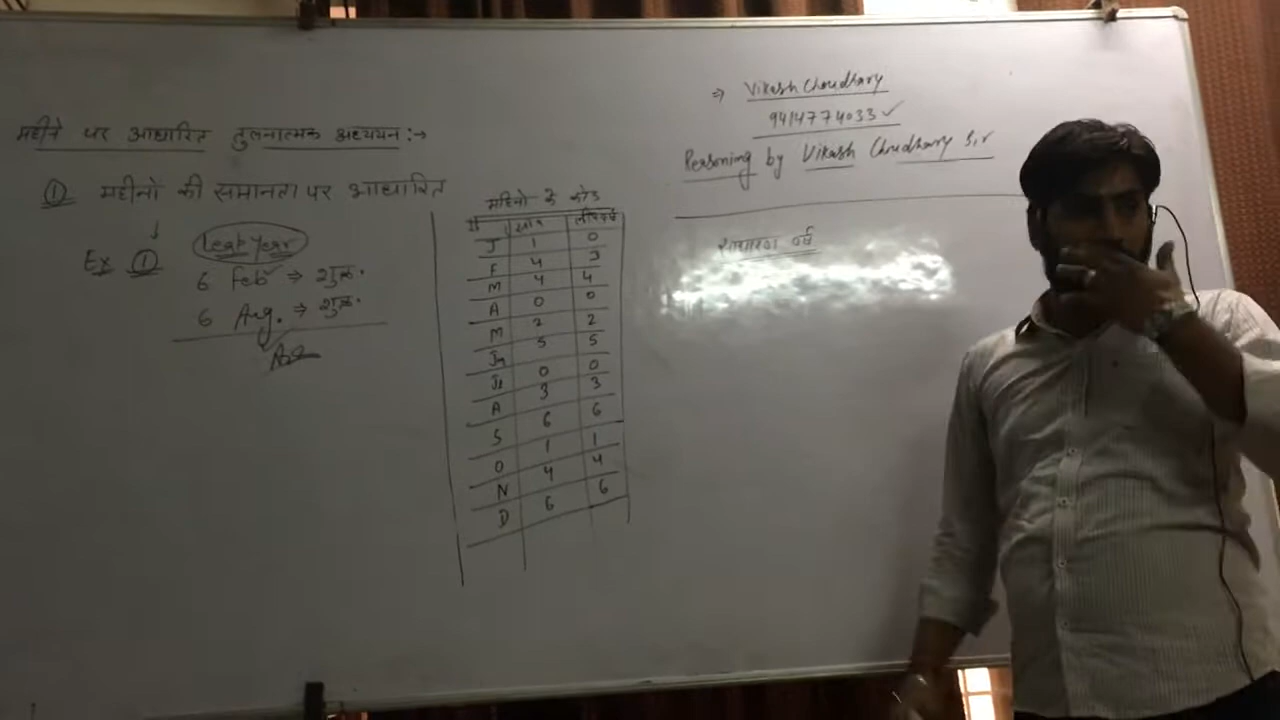 महीने पर आधारित तुलनात्मक अध्ययन :→
① महीनो की समानता पर आधारित
↓
Ex ① Leap Year
6 Feb ✓ → शुक्र.
6 Aug. → शुक्र.
महिनो के कोड
लीपवर्ष
J 1 0
F 4 3
M 4 4
A 0 0
M 2 2
Ju 5 5
Jl 0 0
A 3 3
S 6 6
O 1 1
N 4 4
D 6 6
⇒ Vikash Choudhary
9414774033 ✓
Reasoning by Vikash Choudhary Sir
साधारण वर्ष